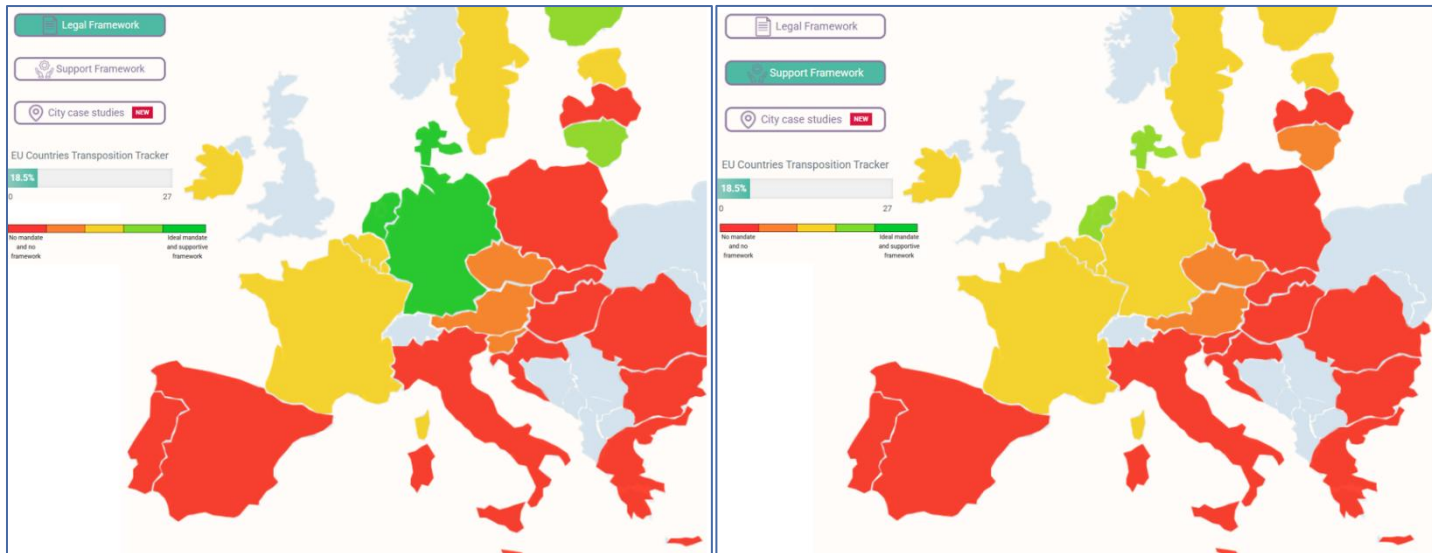 Legal Framework
Support Framework
City case studies NEW
EU Countries Transposition Tracker
18.5%
0 27
No mandate
and no
framework
Ideal mandate
and supportive
framework
Legal Framework
Support Framework
City case studies NEW
EU Countries Transposition Tracker
18.5%
0 27
No mandate
and no
framework
Ideal mandate
and supportive
framework